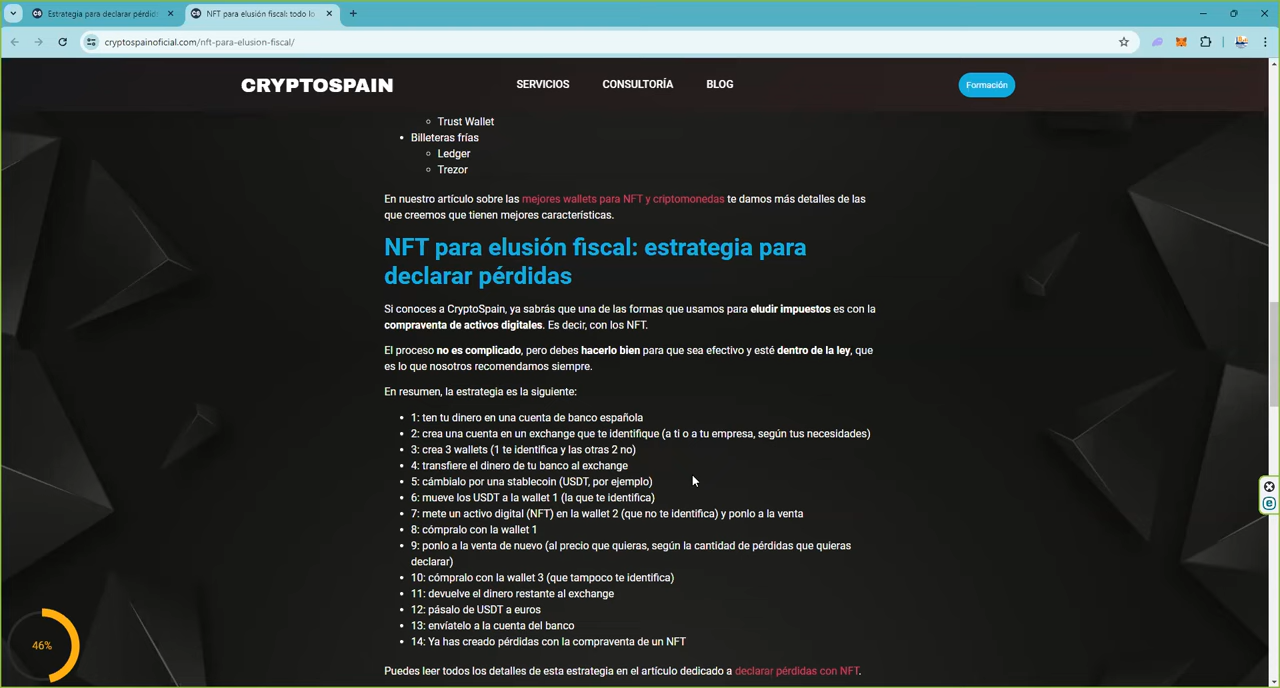 Estrategia para declarar pérdid
NFT para elusión fiscal: todo lo
cryptospainoficial.com/nft-para-elusion-fiscal/
CRYPTOSPAIN
SERVICIOS
CONSULTORÍA
BLOG
Formación
Trust Wallet
Billeteras frías
Ledger
Trezor
En nuestro artículo sobre las mejores wallets para NFT y criptomonedas te damos más detalles de las
que creemos que tienen mejores características.
NFT para elusión fiscal: estrategia para
declarar pérdidas
Si conoces a CryptoSpain, ya sabrás que una de las formas que usamos para eludir impuestos es con la
compraventa de activos digitales. Es decir, con los NFT.
El proceso no es complicado, pero debes hacerlo bien para que sea efectivo y esté dentro de la ley, que
es lo que nosotros recomendamos siempre.
En resumen, la estrategia es la siguiente:
1: ten tu dinero en una cuenta de banco española
2: crea una cuenta en un exchange que te identifique (a ti o a tu empresa, según tus necesidades)
3: crea 3 wallets (1 te identifica y las otras 2 no)
4: transfiere el dinero de tu banco al exchange
5: cámbialo por una stablecoin (USDT, por ejemplo)
6: mueve los USDT a la wallet 1 (la que te identifica)
7: mete un activo digital (NFT) en la wallet 2 (que no te identifica) y ponlo a la venta
8: cómpralo con la wallet 1
9: ponlo a la venta de nuevo (al precio que quieras, según la cantidad de pérdidas que quieras
declarar)
10: cómpralo con la wallet 3 (que tampoco te identifica)
11: devuelve el dinero restante al exchange
12: pásalo de USDT a euros
13: envíatelo a la cuenta del banco
14: Ya has creado pérdidas con la compraventa de un NFT
Puedes leer todos los detalles de esta estrategia en el artículo dedicado a declarar pérdidas con NFT.
46%